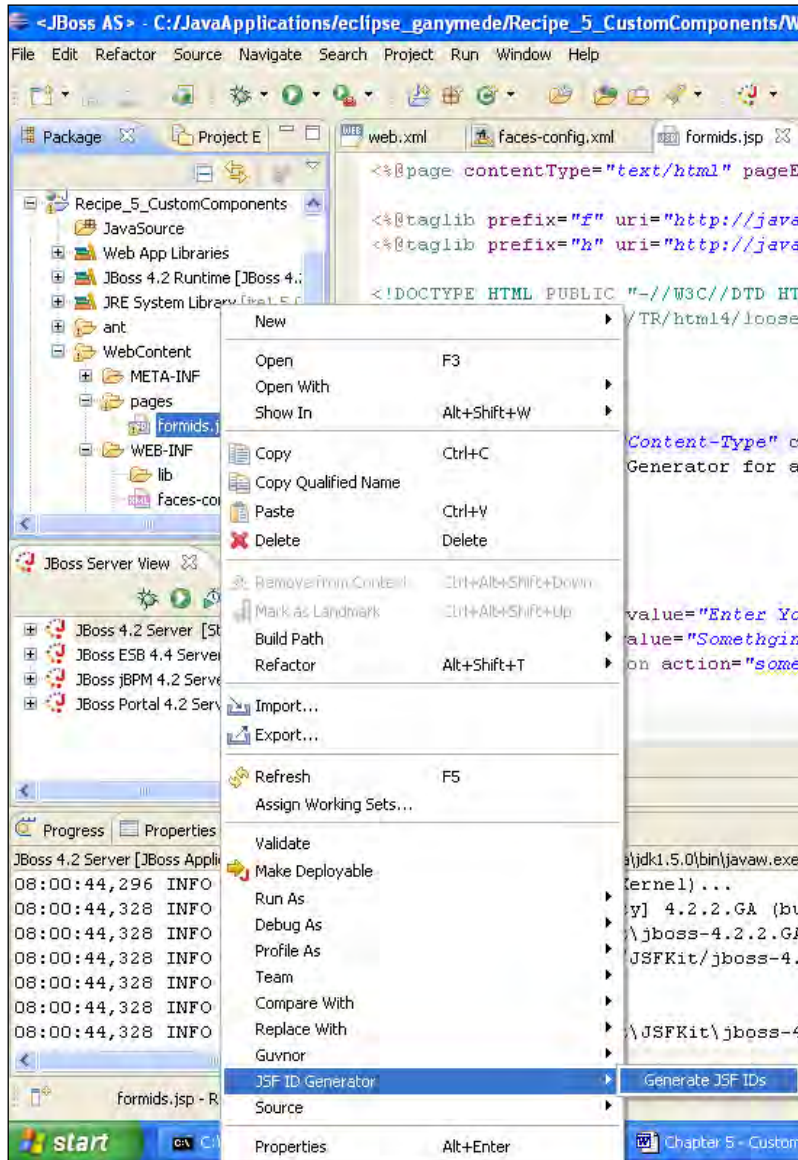 <JBoss AS> - C:/JavaApplications/eclipse_ganymede/Recipe_5_CustomComponents/W
File Edit Refactor Source Navigate Search Project Run Window Help
Package Project E web.xml faces-config.xml formids.jsp
<%@page contentType="text/html" pageE
Recipe_5_CustomComponents
JavaSource
<%@taglib prefix="f" uri="http://java
Web App Libraries
<%@taglib prefix="h" uri="http://java
JBoss 4.2 Runtime [JBoss 4.:
JRE System Library
<!DOCTYPE HTML PUBLIC "-//W3C//DTD HT
/TR/html4/loose
ant
WebContent
META-INF
pages
formids.j
WEB-INF
lib
faces-co
Content-Type" c
Generator for a
New
Open F3
Open With
Show In Alt+Shift+W
Copy Ctrl+C
Copy Qualified Name
Paste Ctrl+V
Delete Delete
Remove from Context Ctrl+Alt+Shift+Down
Mark as Landmark Ctrl+Alt+Shift+Up
Build Path
Refactor Alt+Shift+T
Import...
Export...
Refresh F5
Assign Working Sets...
Validate
Make Deployable
Run As
Debug As
Profile As
Team
Compare With
Replace With
Guvnor
JSF ID Generator
Generate JSF IDs
Source
Properties Alt+Enter
JBoss Server View
JBoss 4.2 Server [St
JBoss ESB 4.4 Server
JBoss jBPM 4.2 Serve
JBoss Portal 4.2 Serv
value="Enter Yo
alue="Somethgin
on action="some
Progress Properties
JBoss 4.2 Server [JBoss Appli
a\jdk1.5.0\bin\javaw.exe
08:00:44,296 INFO
Kernel)...
08:00:44,328 INFO
y] 4.2.2.GA (bu
08:00:44,328 INFO
\jboss-4.2.2.GA
08:00:44,328 INFO
/JSFKit/jboss-4.
08:00:44,328 INFO
08:00:44,328 INFO
08:00:44,328 INFO
\JSFKit\jboss-4
formids.jsp - R
start
Chapter 5 - Custom